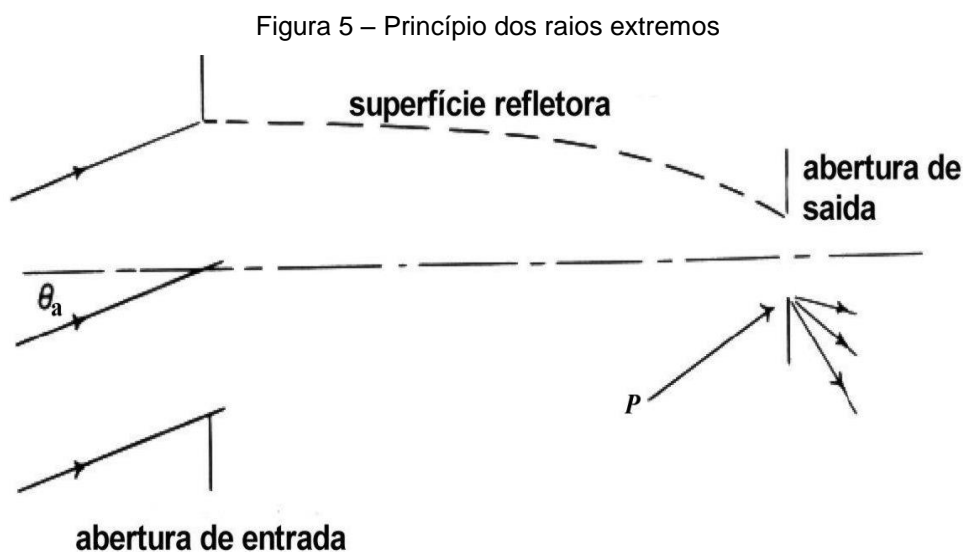 Figura 5 – Princípio dos raios extremos
superfície refletora
abertura de
saida
θa
P
abertura de entrada